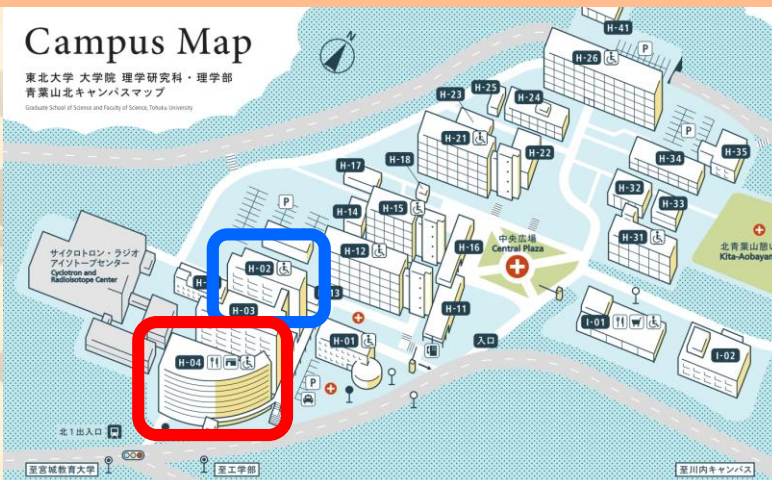 Campus Map
東北大学 大学院 理学研究科・理学部
青葉山北キャンパスマップ
Graduate School of Science and Faculty of Science, Tohoku University
N
H-41
P
H-26
H-25
H-23
H-24
P
H-21
H-22
H-34
H-35
H-18
H-17
H-32
H-33
P
H-15
H-14
H-31
中央広場
Central Plaza
北青葉山憩い
Kita-Aobayam
サイクロトロン・ラジオ
アイソトープセンター
Cyclotron and
Radioisotope Center
H-12
H-16
H-02
H-03
H-11
I-01
H-01
入口
I-02
H-04
P
北1出入口
至宮城教育大学
至工学部
至川内キャンパス